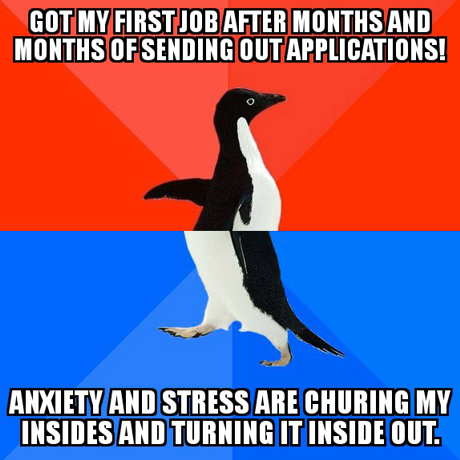 GOT MY FIRST JOB AFTER MONTHS AND
MONTHS OF SENDING OUT APPLICATIONS!
ANXIETY AND STRESS ARE CHURING MY
INSIDES AND TURNING IT INSIDE OUT.